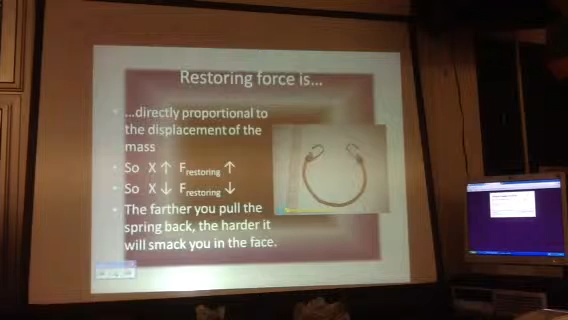 Restoring force is...
• ...directly proportional to
the displacement of the
mass
• So X ↑ Frestoring ↑
• So X ↓ Frestoring ↓
• The farther you pull the
spring back, the harder it
will smack you in the face.